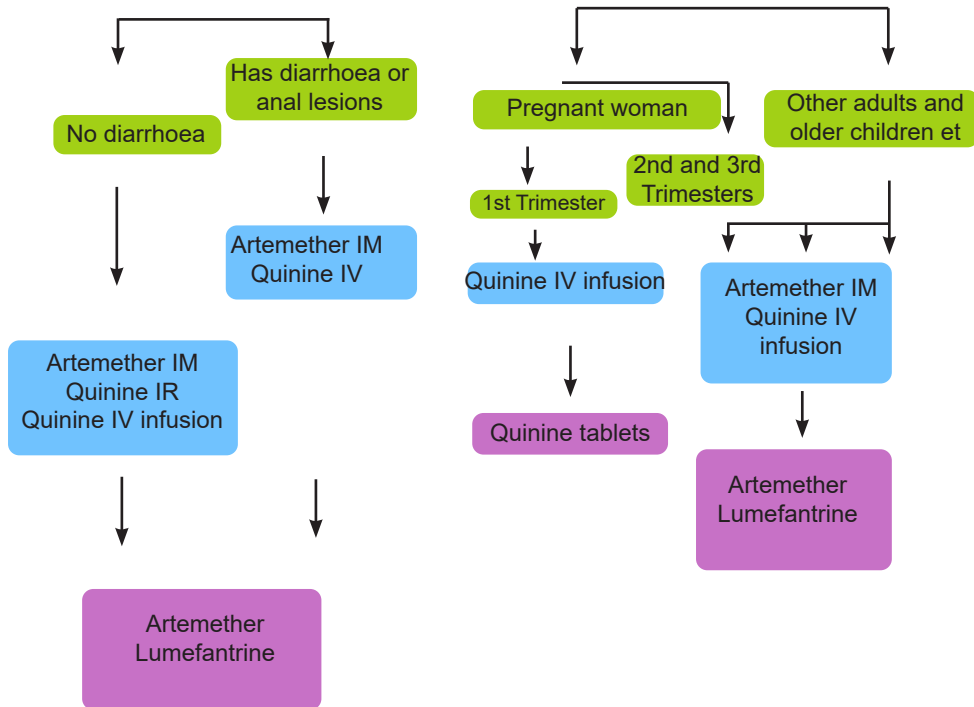 Has diarrhoea or
anal lesions
No diarrhoea
Artemether IM
Quinine IV
Artemether IM
Quinine IR
Quinine IV infusion
Artemether
Lumefantrine
Pregnant woman
Other adults and
older children et
2nd and 3rd
Trimesters
1st Trimester
Quinine IV infusion
Artemether IM
Quinine IV
infusion
Quinine tablets
Artemether
Lumefantrine